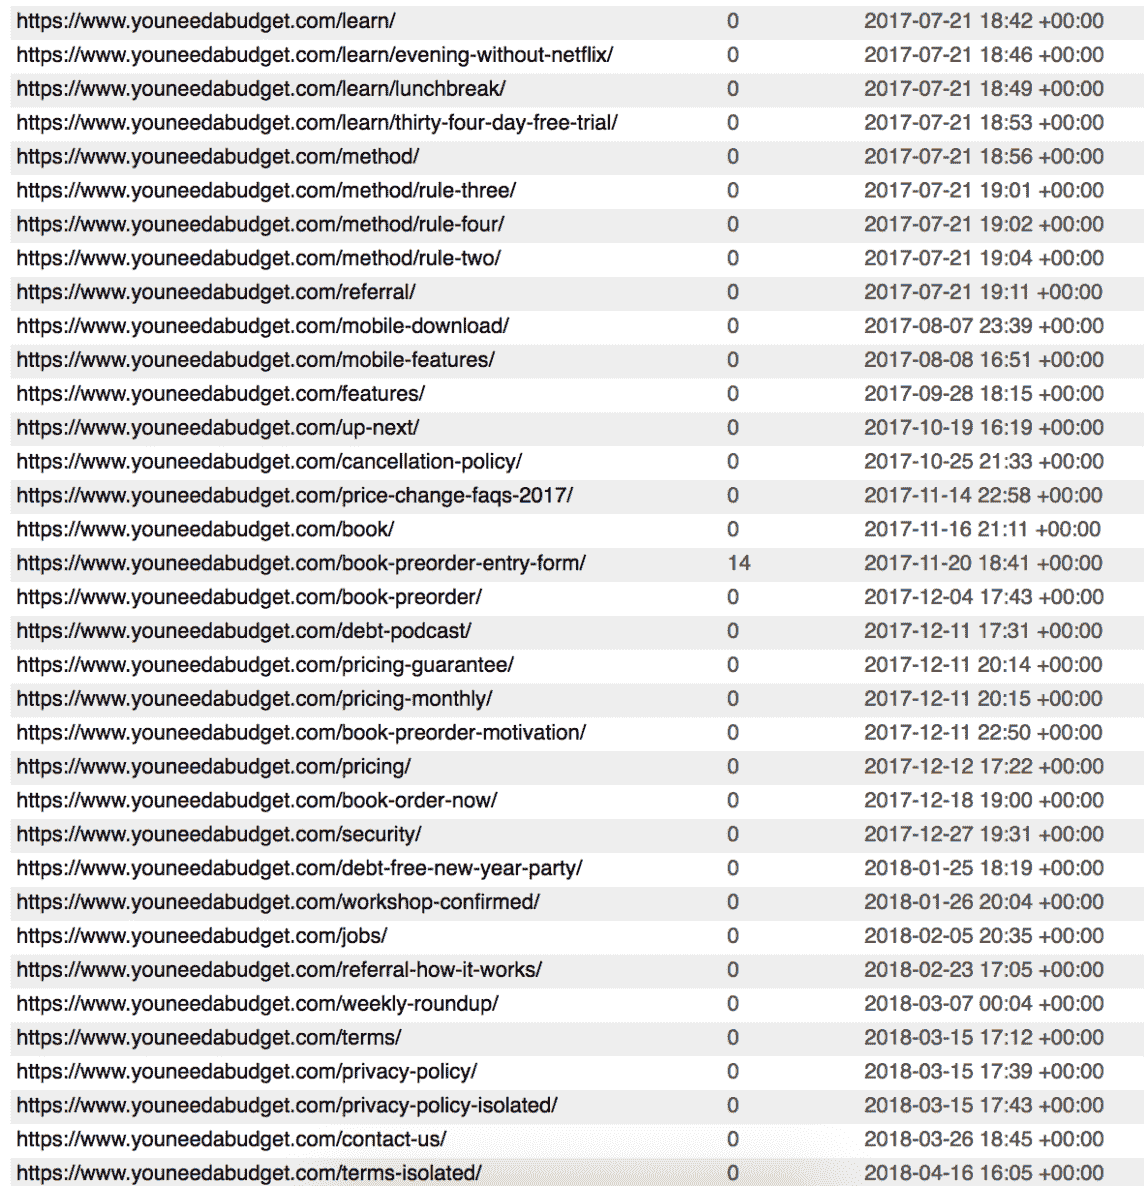 https://www.youneedabudget.com/learn/ 0 2017-07-21 18:42 +00:00
https://www.youneedabudget.com/learn/evening-without-netflix/ 0 2017-07-21 18:46 +00:00
https://www.youneedabudget.com/learn/lunchbreak/ 0 2017-07-21 18:49 +00:00
https://www.youneedabudget.com/learn/thirty-four-day-free-trial/ 0 2017-07-21 18:53 +00:00
https://www.youneedabudget.com/method/ 0 2017-07-21 18:56 +00:00
https://www.youneedabudget.com/method/rule-three/ 0 2017-07-21 19:01 +00:00
https://www.youneedabudget.com/method/rule-four/ 0 2017-07-21 19:02 +00:00
https://www.youneedabudget.com/method/rule-two/ 0 2017-07-21 19:04 +00:00
https://www.youneedabudget.com/referral/ 0 2017-07-21 19:11 +00:00
https://www.youneedabudget.com/mobile-download/ 0 2017-08-07 23:39 +00:00
https://www.youneedabudget.com/mobile-features/ 0 2017-08-08 16:51 +00:00
https://www.youneedabudget.com/features/ 0 2017-09-28 18:15 +00:00
https://www.youneedabudget.com/up-next/ 0 2017-10-19 16:19 +00:00
https://www.youneedabudget.com/cancellation-policy/ 0 2017-10-25 21:33 +00:00
https://www.youneedabudget.com/price-change-faqs-2017/ 0 2017-11-14 22:58 +00:00
https://www.youneedabudget.com/book/ 0 2017-11-16 21:11 +00:00
https://www.youneedabudget.com/book-preorder-entry-form/ 14 2017-11-20 18:41 +00:00
https://www.youneedabudget.com/book-preorder/ 0 2017-12-04 17:43 +00:00
https://www.youneedabudget.com/debt-podcast/ 0 2017-12-11 17:31 +00:00
https://www.youneedabudget.com/pricing-guarantee/ 0 2017-12-11 20:14 +00:00
https://www.youneedabudget.com/pricing-monthly/ 0 2017-12-11 20:15 +00:00
https://www.youneedabudget.com/book-preorder-motivation/ 0 2017-12-11 22:50 +00:00
https://www.youneedabudget.com/pricing/ 0 2017-12-12 17:22 +00:00
https://www.youneedabudget.com/book-order-now/ 0 2017-12-18 19:00 +00:00
https://www.youneedabudget.com/security/ 0 2017-12-27 19:31 +00:00
https://www.youneedabudget.com/debt-free-new-year-party/ 0 2018-01-25 18:19 +00:00
https://www.youneedabudget.com/workshop-confirmed/ 0 2018-01-26 20:04 +00:00
https://www.youneedabudget.com/jobs/ 0 2018-02-05 20:35 +00:00
https://www.youneedabudget.com/referral-how-it-works/ 0 2018-02-23 17:05 +00:00
https://www.youneedabudget.com/weekly-roundup/ 0 2018-03-07 00:04 +00:00
https://www.youneedabudget.com/terms/ 0 2018-03-15 17:12 +00:00
https://www.youneedabudget.com/privacy-policy/ 0 2018-03-15 17:39 +00:00
https://www.youneedabudget.com/privacy-policy-isolated/ 0 2018-03-15 17:43 +00:00
https://www.youneedabudget.com/contact-us/ 0 2018-03-26 18:45 +00:00
https://www.youneedabudget.com/terms-isolated/ 0 2018-04-16 16:05 +00:00